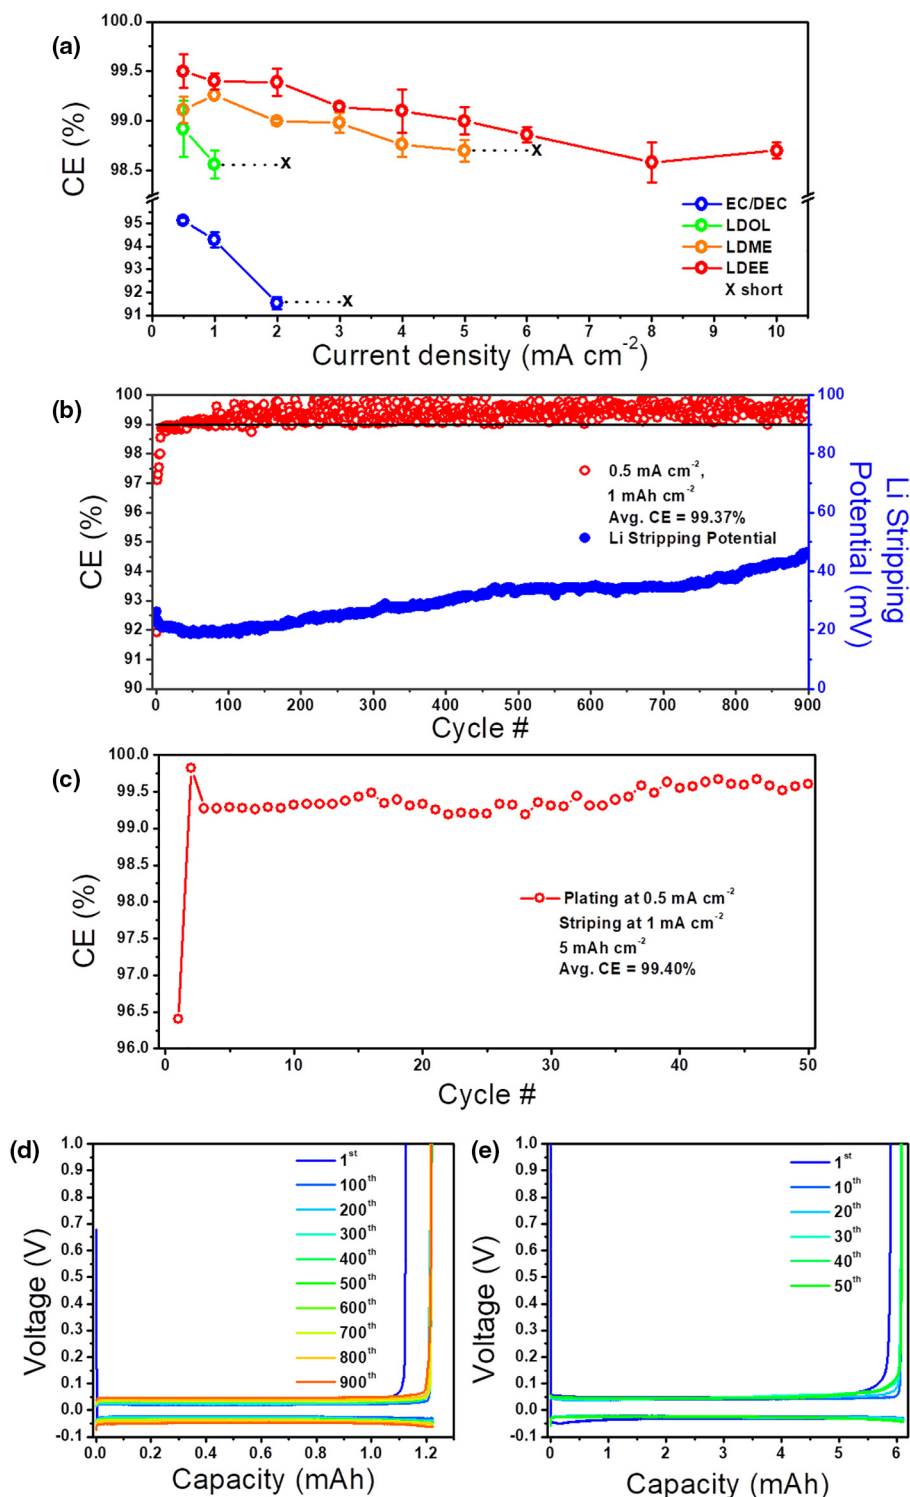 (a)
100.0
99.5
99.0
98.5
95
94
93
92
91
CE (%)
x
x
x
EC/DEC
LDOL
LDME
LDEE
X short
0 1 2 3 4 5 6 7 8 9 10
Current density (mA cm-2)
(b)
100
99
98
97
96
95
94
93
92
91
90
CE (%)
0.5 mA cm-2,
1 mAh cm-2
Avg. CE = 99.37%
Li Stripping Potential
100
80
60
40
20
0
Li Stripping
Potential (mV)
0 100 200 300 400 500 600 700 800 900
Cycle #
(c)
100.0
99.5
99.0
98.5
98.0
97.5
97.0
96.5
96.0
CE (%)
Plating at 0.5 mA cm-2
Striping at 1 mA cm-2
5 mAh cm-2
Avg. CE = 99.40%
0 10 20 30 40 50
Cycle #
(d)
1.0
0.9
0.8
0.7
0.6
0.5
0.4
0.3
0.2
0.1
0.0
-0.1
Voltage (V)
1st
100th
200th
300th
400th
500th
600th
700th
800th
900th
0.0 0.2 0.4 0.6 0.8 1.0 1.2
Capacity (mAh)
(e)
1.0
0.9
0.8
0.7
0.6
0.5
0.4
0.3
0.2
0.1
0.0
-0.1
Voltage (V)
1st
10th
20th
30th
40th
50th
0 1 2 3 4 5 6
Capacity (mAh)